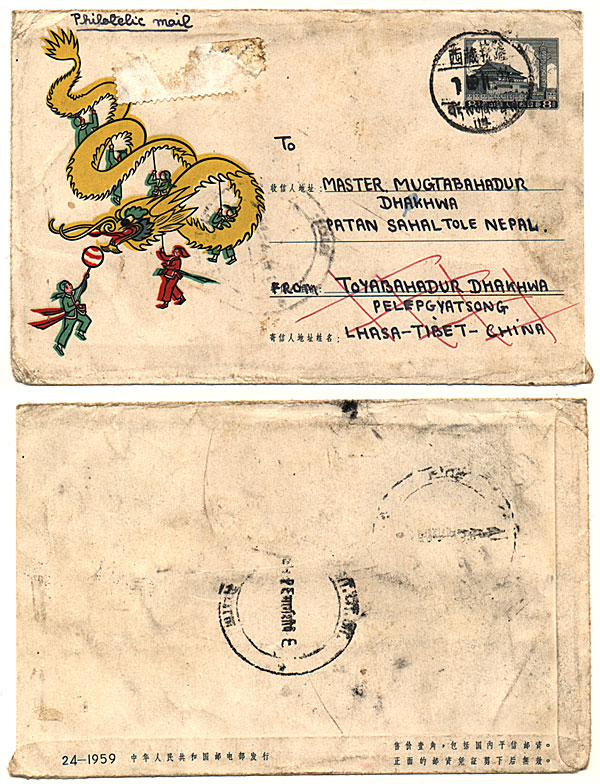 Philatelic mail
西藏拉薩
8
8
To
收信人地址：
MASTER. MUGTABAHADUR
DHAKHWA
PATAN SAHALTOLE NEPAL.
FROM:
TOYABAHADUR DHAKHWA
PELEPGYATSONG
寄信人地址姓名：
LHASA-TIBET-CHINA
24-1959 中华人民共和国邮电部发行
售价壹角，包括国内平信邮资。
正面的邮资凭证剪下后无效。